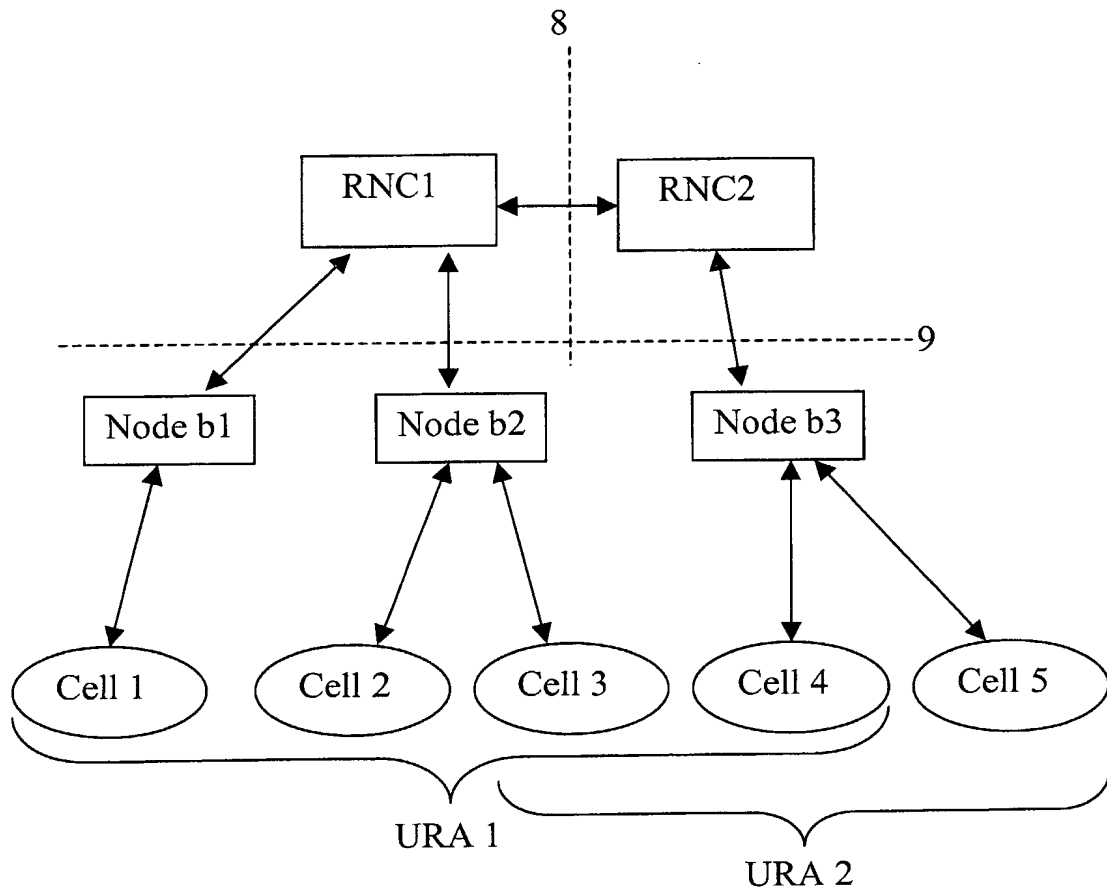 8
RNC1
RNC2
9
Node b1
Node b2
Node b3
Cell 1
Cell 2
Cell 3
Cell 4
Cell 5
URA 1
URA 2